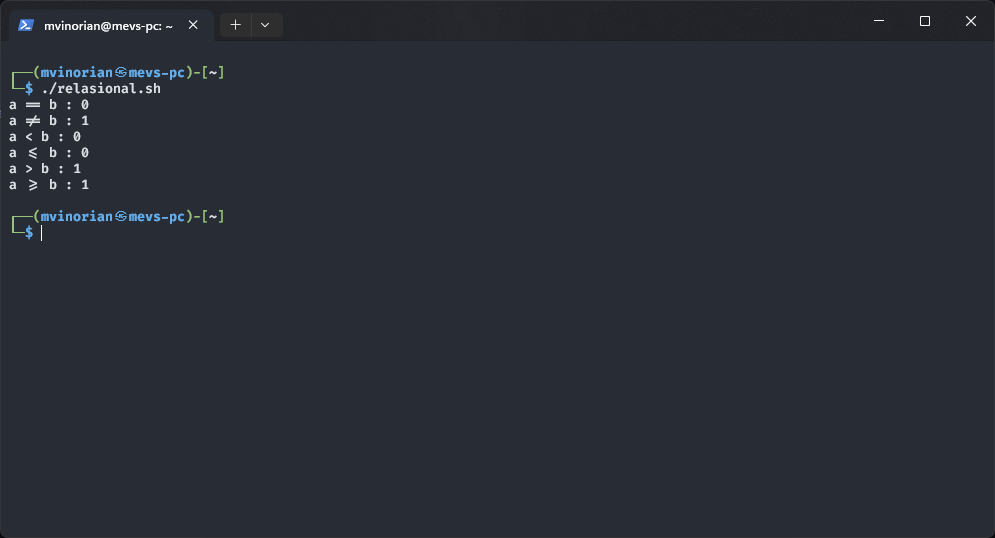 mvinorian@mevs-pc: ~
┌──(mvinorian㉿mevs-pc)-[~]
└─$ ./relasional.sh
a == b : 0
a != b : 1
a < b : 0
a <= b : 0
a > b : 1
a >= b : 1
┌──(mvinorian㉿mevs-pc)-[~]
└─$